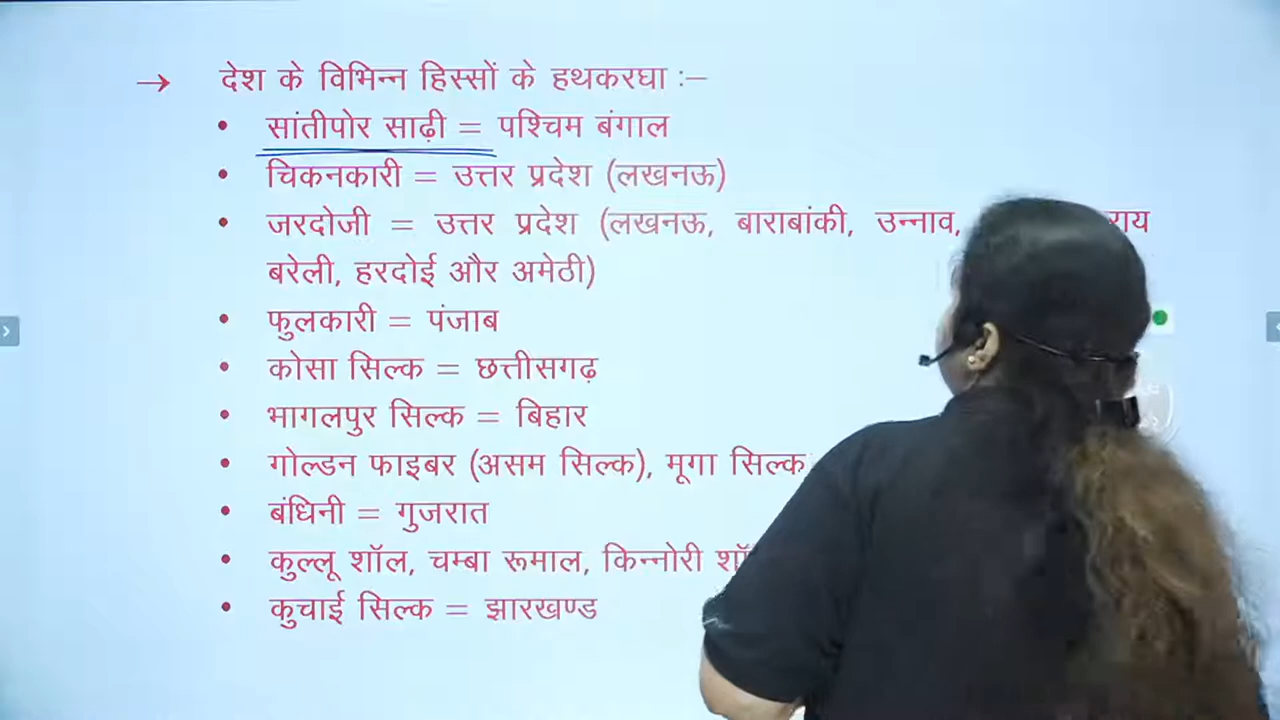 → देश के विभिन्न हिस्सों के हथकरघा :–
• सांतीपोर साढ़ी = पश्चिम बंगाल
• चिकनकारी = उत्तर प्रदेश (लखनऊ)
• जरदोजी = उत्तर प्रदेश (लखनऊ, बाराबांकी, उन्नाव, राय
बरेली, हरदोई और अमेठी)
• फुलकारी = पंजाब
• कोसा सिल्क = छत्तीसगढ़
• भागलपुर सिल्क = बिहार
• गोल्डन फाइबर (असम सिल्क), मूगा सिल्क
• बंधिनी = गुजरात
• कुल्लू शॉल, चम्बा रूमाल, किन्नोरी
• कुचाई सिल्क = झारखण्ड